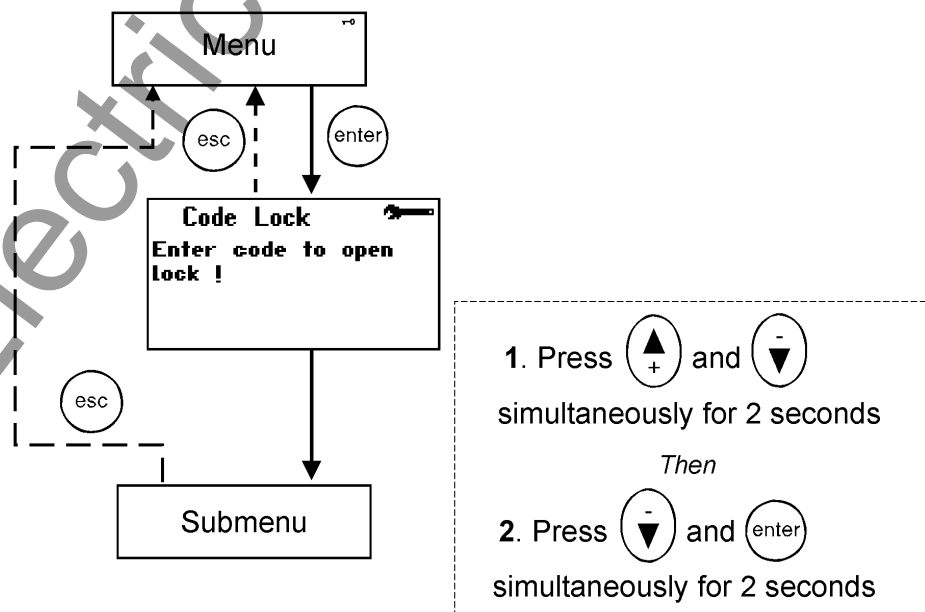 Menu
esc
enter
Code Lock
Enter code to open
lock !
esc
Submenu
1. Press ▲ + and - ▼
simultaneously for 2 seconds
Then
2. Press - ▼ and enter
simultaneously for 2 seconds
Electric